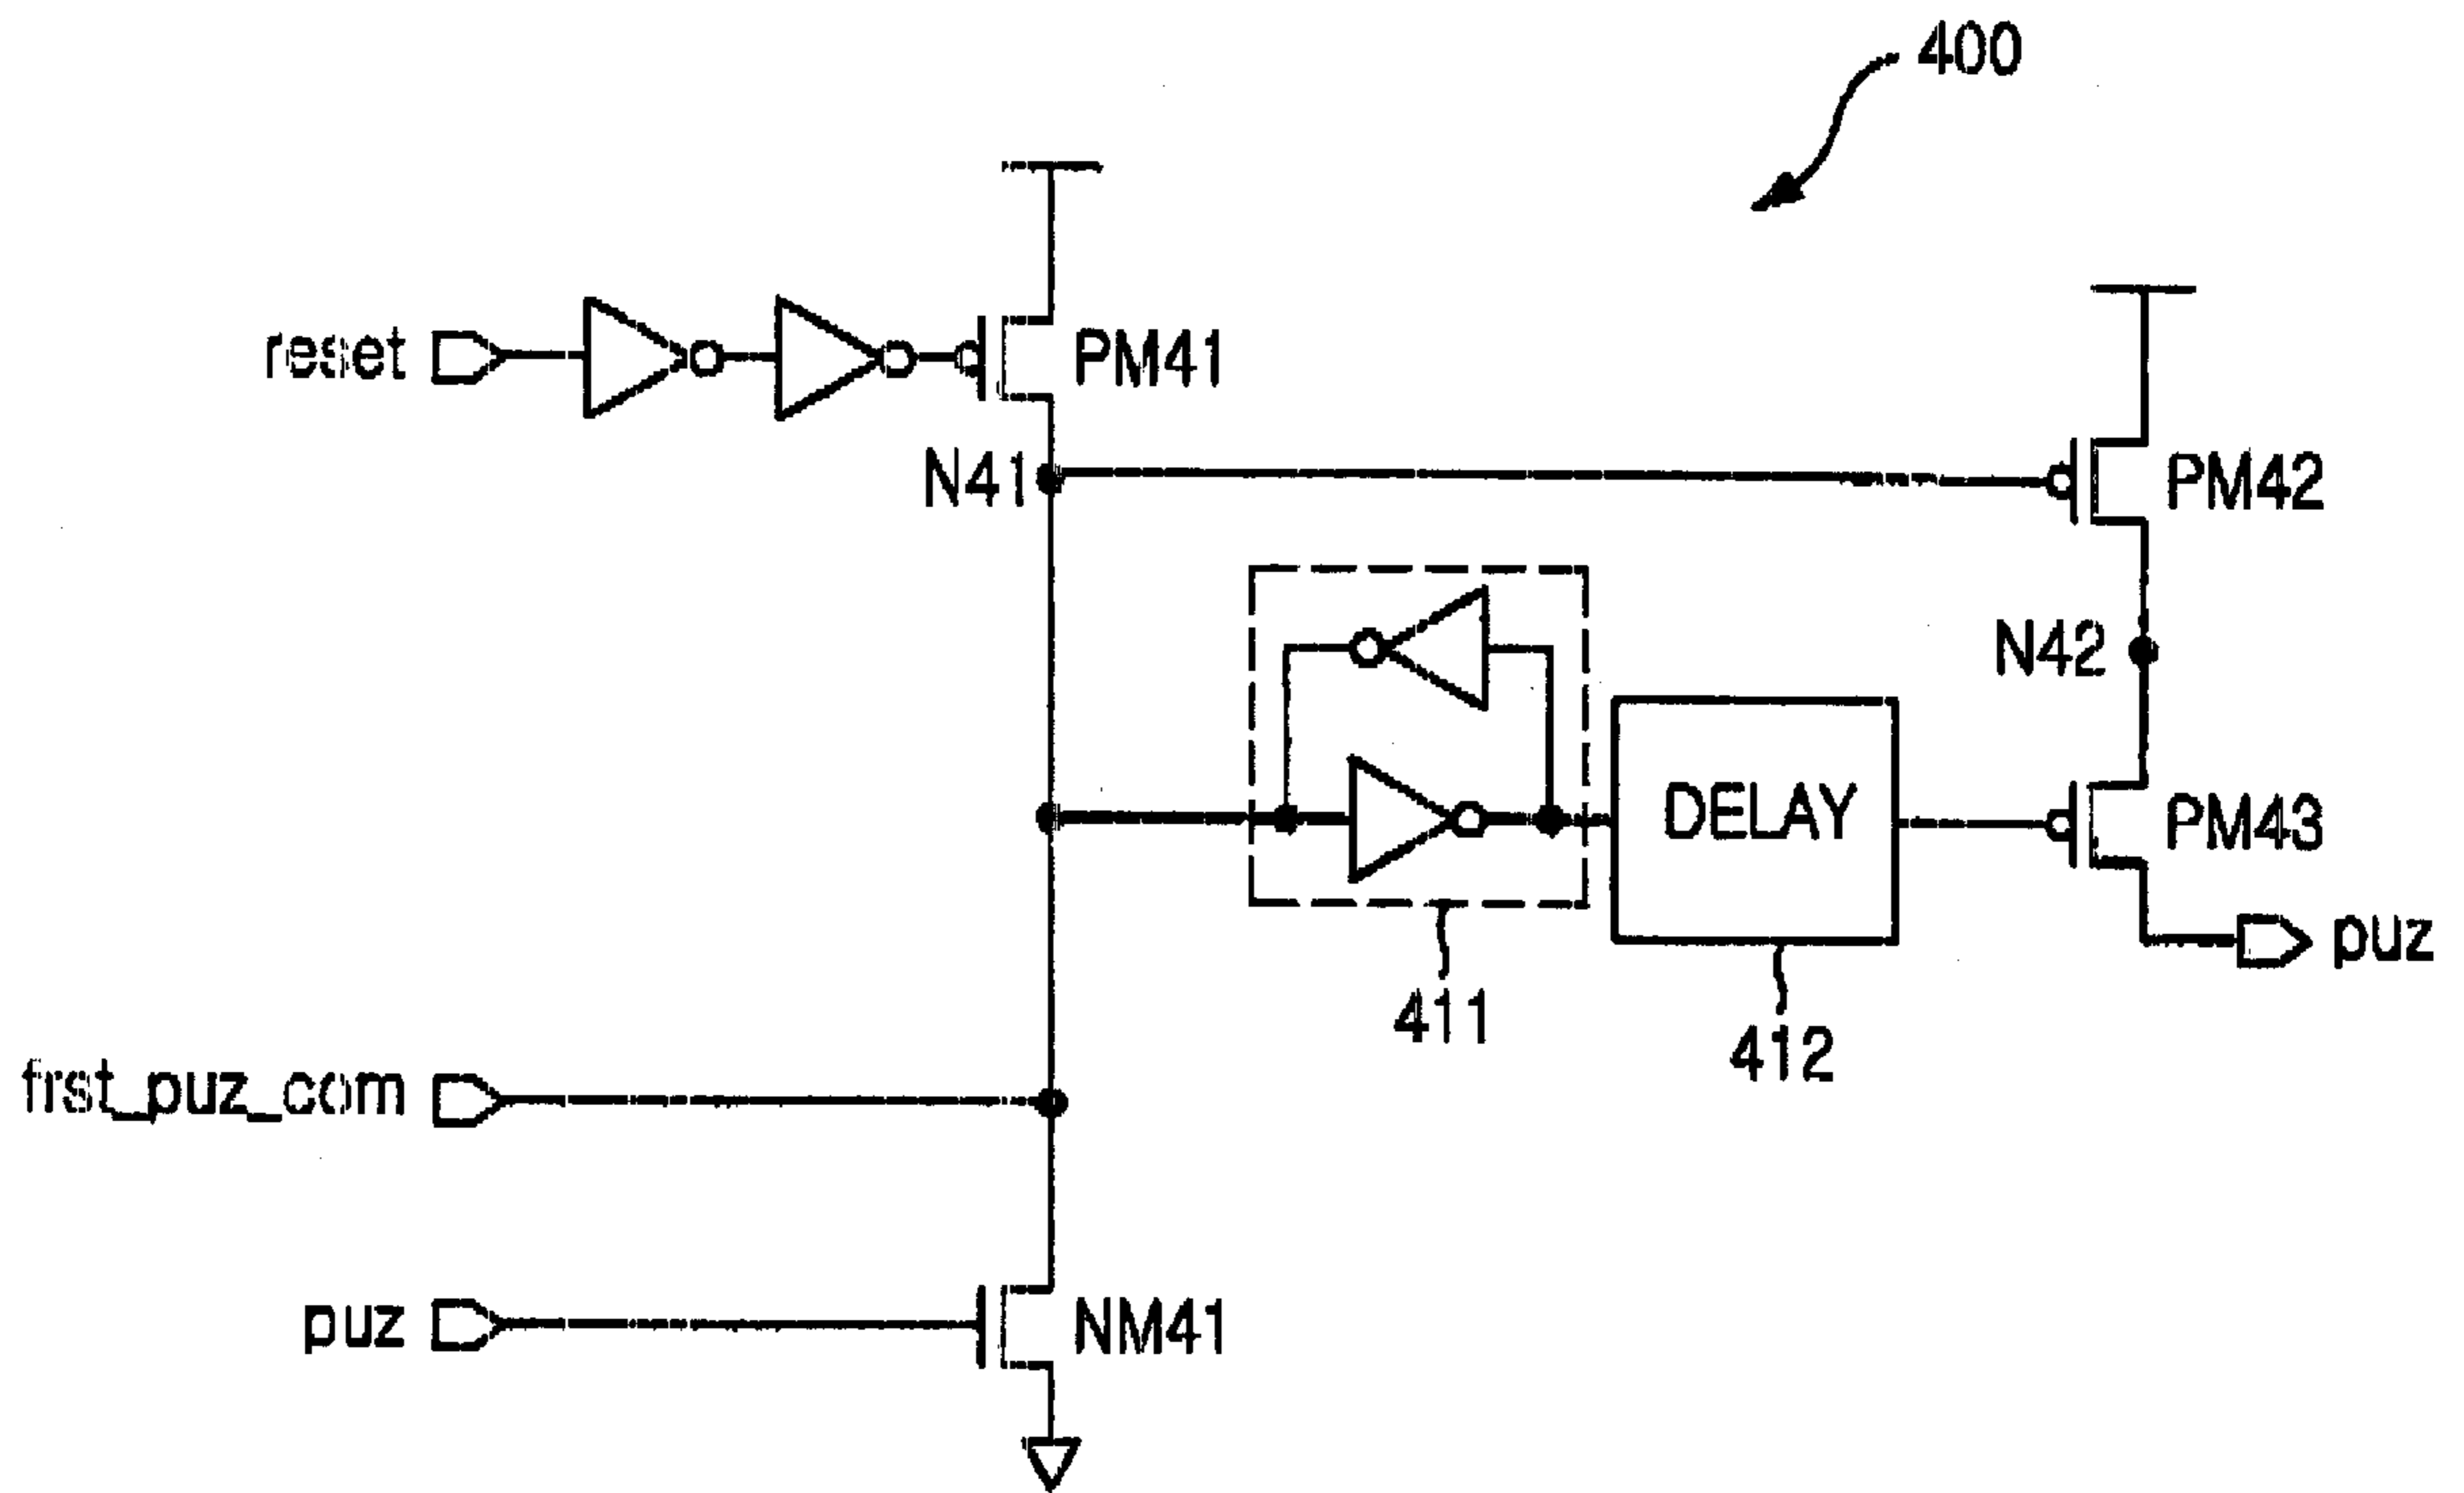 400
reset
PM41
N41
PM42
N42
DELAY
PM43
puz
411
412
frst_puz_com
puz
NM41